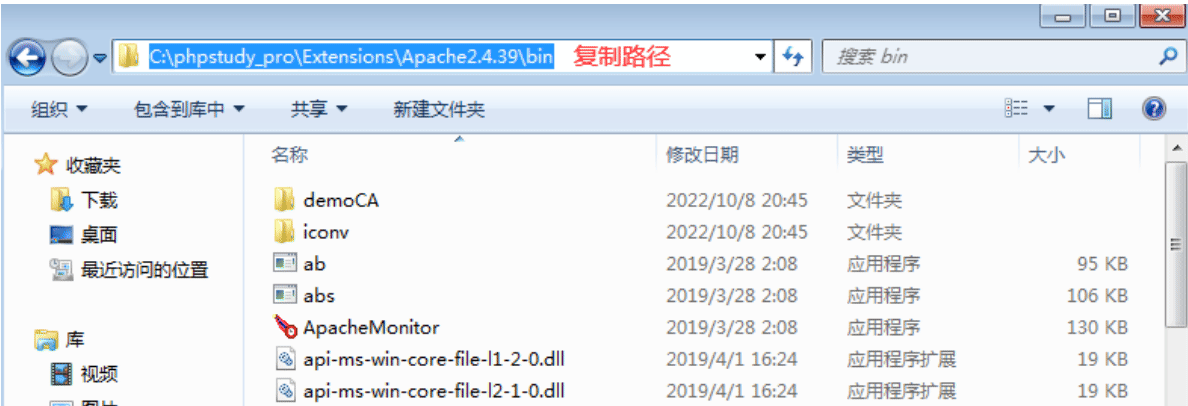 C:\phpstudy_pro\Extensions\Apache2.4.39\bin 复制路径 搜索 bin
组织 包含到库中 共享 新建文件夹
名称 修改日期 类型 大小
收藏夹
下载
桌面
最近访问的位置
库
视频
demoCA 2022/10/8 20:45 文件夹
iconv 2022/10/8 20:45 文件夹
ab 2019/3/28 2:08 应用程序 95 KB
abs 2019/3/28 2:08 应用程序 106 KB
ApacheMonitor 2019/3/28 2:08 应用程序 130 KB
api-ms-win-core-file-l1-2-0.dll 2019/4/1 16:24 应用程序扩展 19 KB
api-ms-win-core-file-l2-1-0.dll 2019/4/1 16:24 应用程序扩展 19 KB